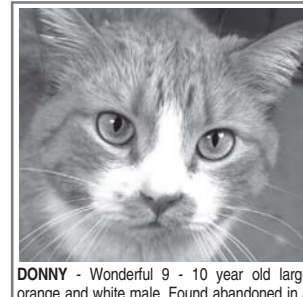 DONNY - Wonderful 9 - 10 year old larg
orange and white male. Found abandoned in